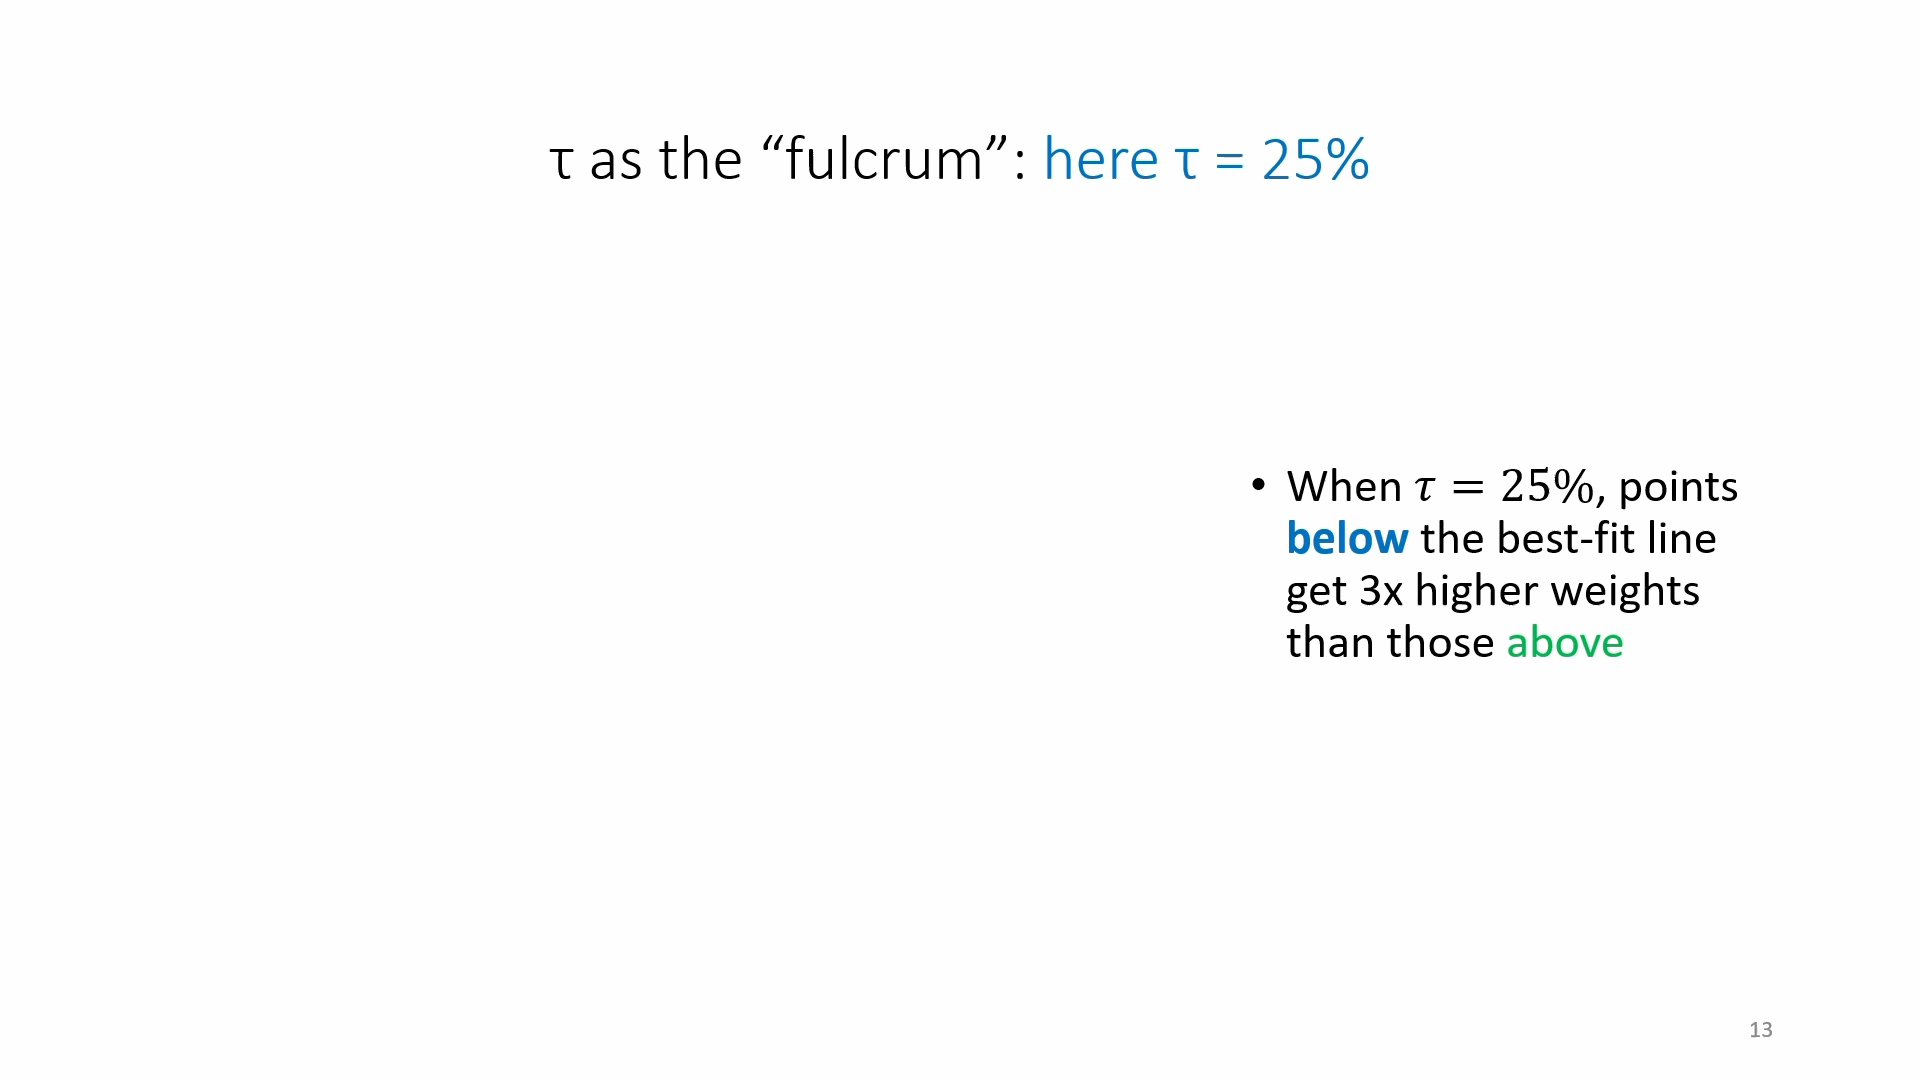 τ as the “fulcrum”: here τ = 25%
• When 𝜏 = 25%, points
below the best-fit line
get 3x higher weights
than those above
13